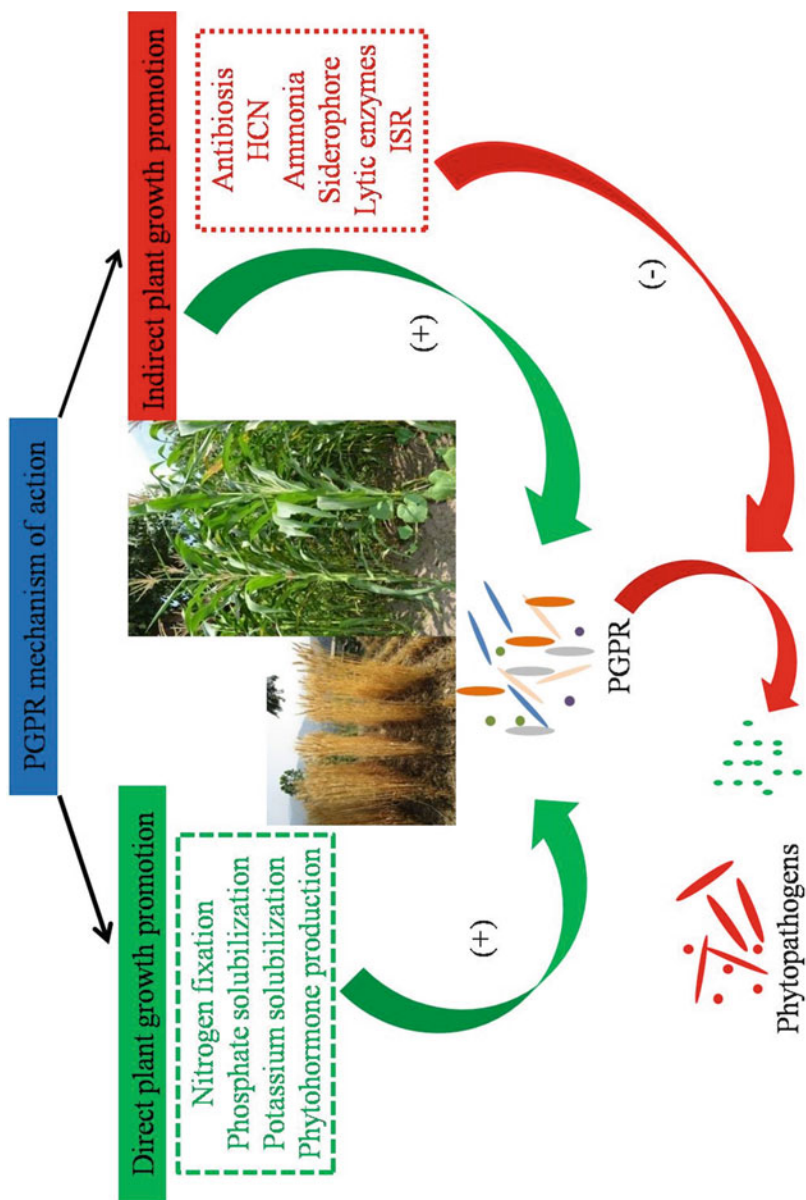 PGPR mechanism of action
Direct plant growth promotion
Indirect plant growth promotion
Nitrogen fixation
Phosphate solubilization
Potassium solubilization
Phytohormone production
Antibiosis
HCN
Ammonia
Siderophore
Lytic enzymes
ISR
(+)
(+)
(-)
PGPR
Phytopathogens